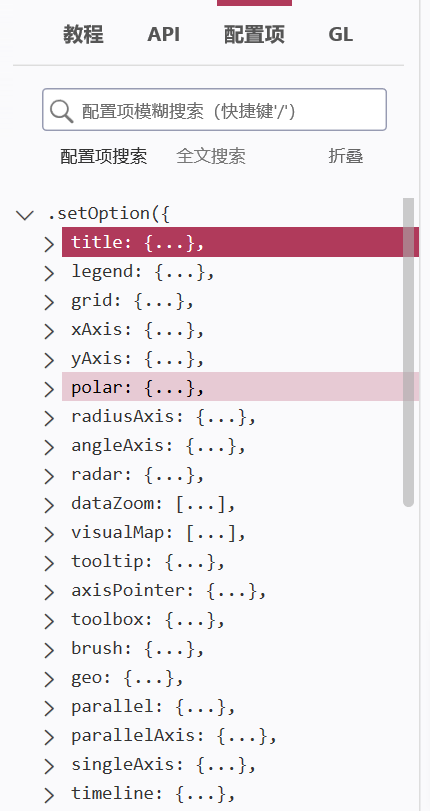 教程 API 配置项 GL
配置项模糊搜索（快捷键'/'）
配置项搜索 全文搜索 折叠
.setOption({
title: {...},
legend: {...},
grid: {...},
xAxis: {...},
yAxis: {...},
polar: {...},
radiusAxis: {...},
angleAxis: {...},
radar: {...},
dataZoom: [...],
visualMap: [...],
tooltip: {...},
axisPointer: {...},
toolbox: {...},
brush: {...},
geo: {...},
parallel: {...},
parallelAxis: {...},
singleAxis: {...},
timeline: {...},